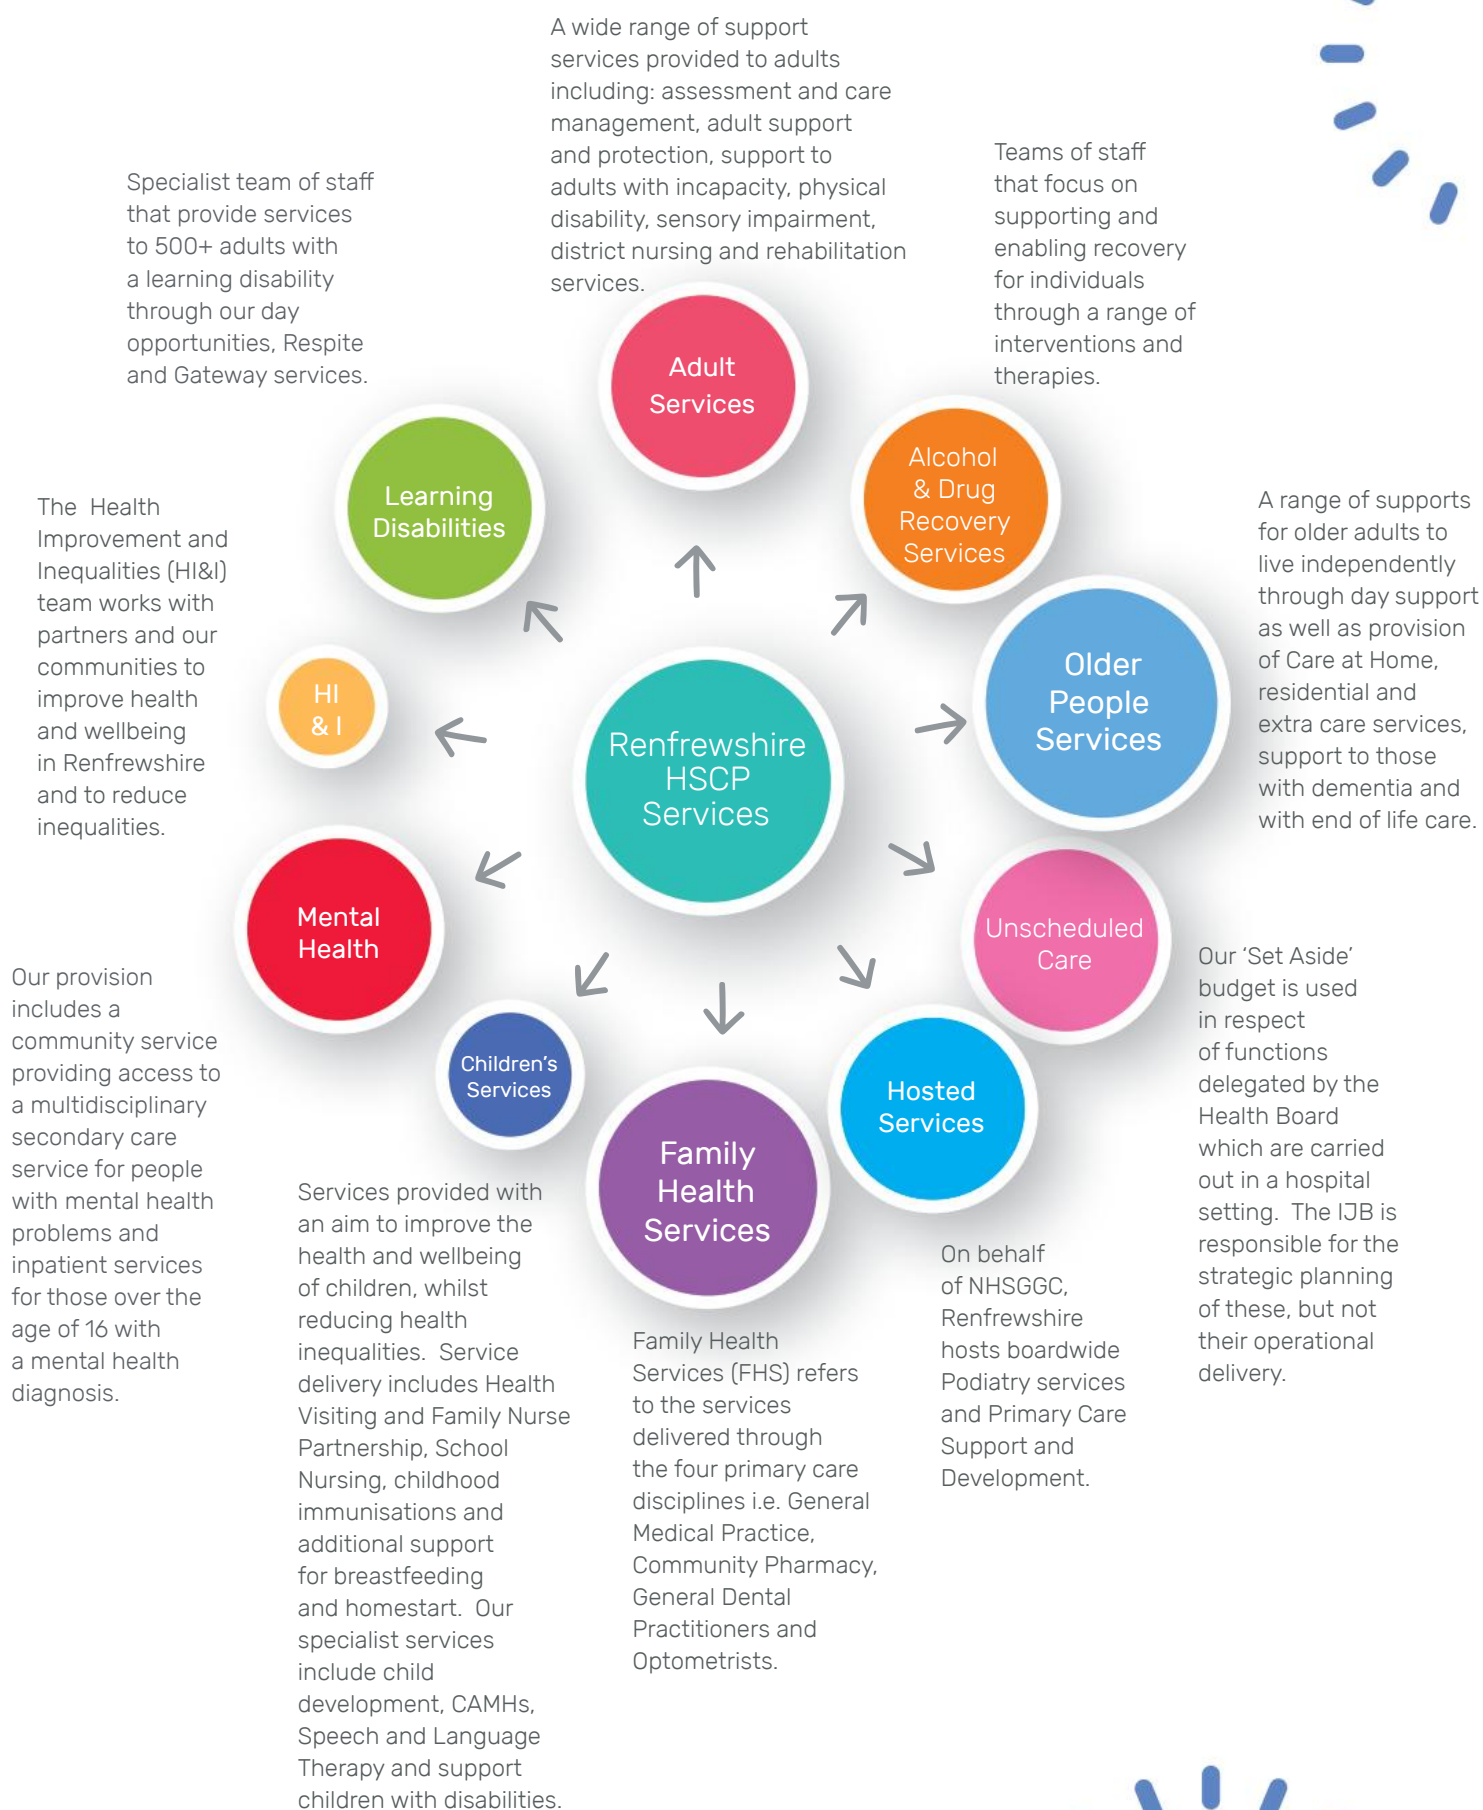 A wide range of support
services provided to adults
including: assessment and care
management, adult support
and protection, support to
adults with incapacity, physical
disability, sensory impairment,
district nursing and rehabilitation
services.
Teams of staff
that focus on
supporting and
enabling recovery
for individuals
through a range of
interventions and
therapies.
Specialist team of staff
that provide services
to 500+ adults with
a learning disability
through our day
opportunities, Respite
and Gateway services.
Adult
Services
Alcohol
& Drug
Recovery
Services
Learning
Disabilities
The  Health
Improvement and
Inequalities (HI&I)
team works with
partners and our
communities to
improve health
and wellbeing
in Renfrewshire
and to reduce
inequalities.
A range of supports
for older adults to
live independently
through day support
as well as provision
of Care at Home,
residential and
extra care services,
support to those
with dementia and
with end of life care.
HI
& I
Older
People
Services
Renfrewshire
HSCP
Services
Mental
Health
Unscheduled
Care
Our provision
includes a
community service
providing access to
a multidisciplinary
secondary care
service for people
with mental health
problems and
inpatient services
for those over the
age of 16 with
a mental health
diagnosis.
Our ‘Set Aside’
budget is used
in respect
of functions
delegated by the
Health Board
which are carried
out in a hospital
setting.  The IJB is
responsible for the
strategic planning
of these, but not
their operational
delivery.
Children’s
Services
Hosted
Services
Family
Health
Services
Services provided with
an aim to improve the
health and wellbeing
of children, whilst
reducing health
inequalities.  Service
delivery includes Health
Visiting and Family Nurse
Partnership, School
Nursing, childhood
immunisations and
additional support
for breastfeeding
and homestart.  Our
specialist services
include child
development, CAMHs,
Speech and Language
Therapy and support
children with disabilities.
Family Health
Services (FHS) refers
to the services
delivered through
the four primary care
disciplines i.e. General
Medical Practice,
Community Pharmacy,
General Dental
Practitioners and
Optometrists.
On behalf
of NHSGGC,
Renfrewshire
hosts boardwide
Podiatry services
and Primary Care
Support and
Development.